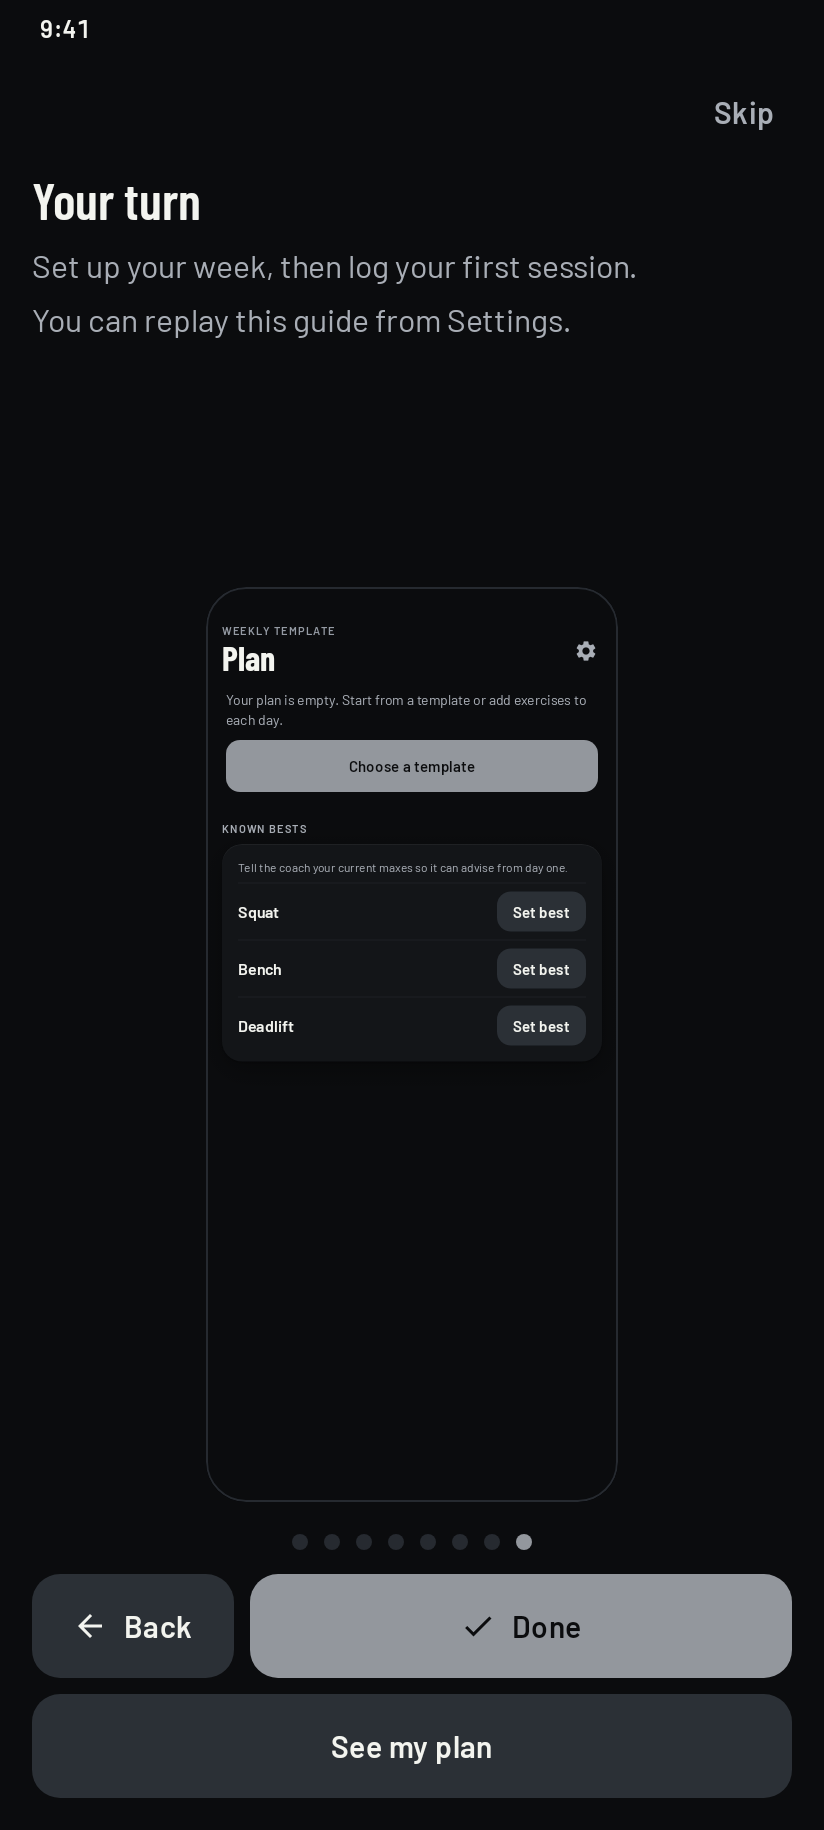 9:41
Skip
Your turn
Set up your week, then log your first session.
You can replay this guide from Settings.
WEEKLY TEMPLATE
Plan
Your plan is empty. Start from a template or add exercises to
each day.
Choose a template
KNOWN BESTS
Tell the coach your current maxes so it can advise from day one.
Squat
Set best
Bench
Set best
Deadlift
Set best
Back
Done
See my plan